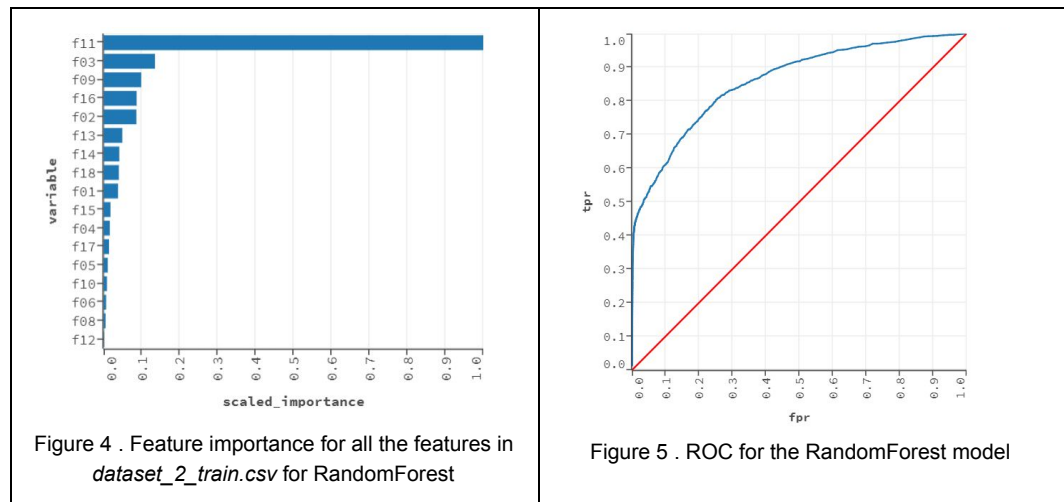 f11
f03
f09
f16
f02
f13
f14
f18
f01
f15
f04
f17
f05
f10
f06
f08
f12
variable
0.0 0.1 0.2 0.3 0.4 0.5 0.6 0.7 0.8 0.9 1.0
scaled_importance
Figure 4 . Feature importance for all the features in
dataset_2_train.csv for RandomForest
1.0
0.9
0.8
0.7
0.6
0.5
0.4
0.3
0.2
0.1
0.0
tpr
0.0 0.1 0.2 0.3 0.4 0.5 0.6 0.7 0.8 0.9 1.0
fpr
Figure 5 . ROC for the RandomForest model